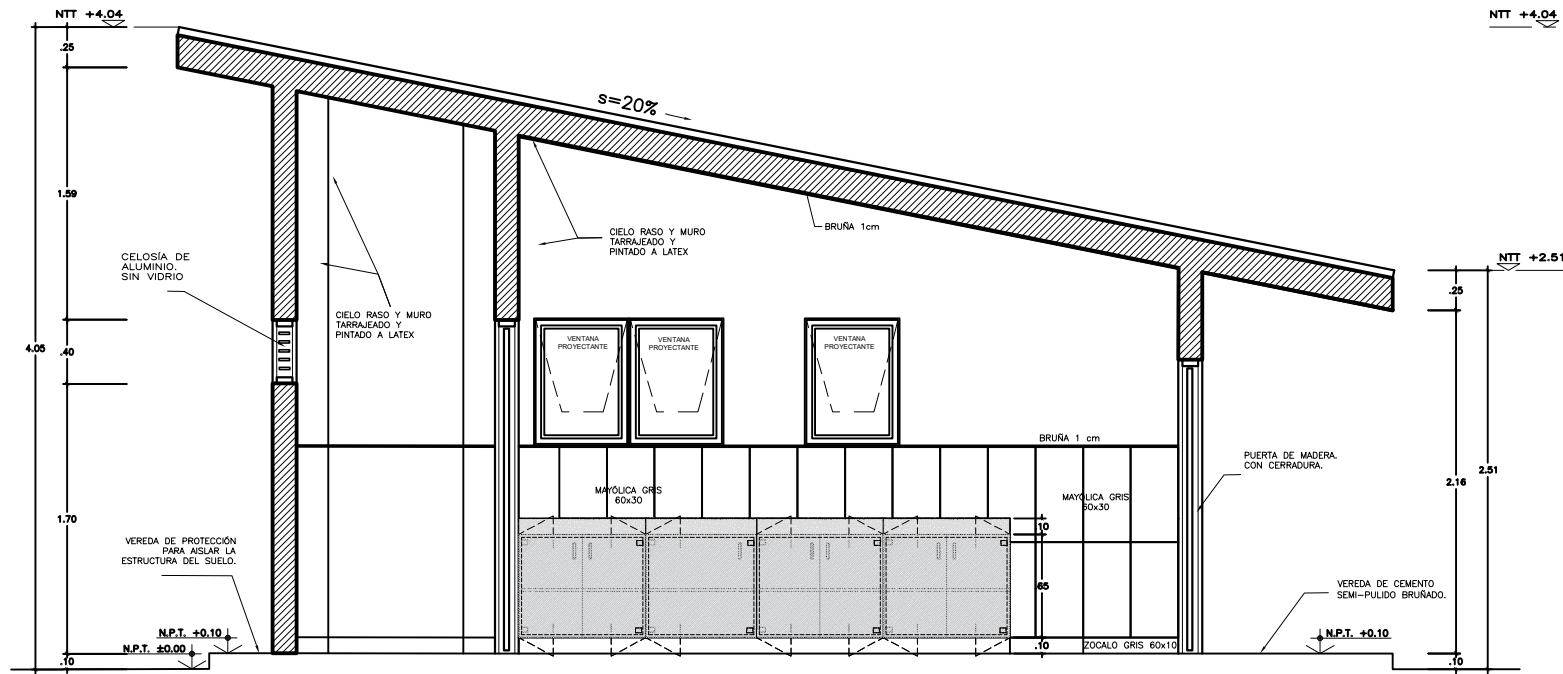 NTT +4.04
NTT +4.04
.25
s=20%
1.59
CIELO RASO Y MURO
TARRAJEADO Y
PINTADO A LATEX
BRUÑA 1cm
CELOSÍA DE
ALUMINIO.
SIN VIDRIO
NTT +2.51
.25
CIELO RASO Y MURO
TARRAJEADO Y
PINTADO A LATEX
4.05
.40
VENTANA
PROYECTANTE
VENTANA
PROYECTANTE
VENTANA
PROYECTANTE
BRUÑA 1 cm
PUERTA DE MADERA.
CON CERRADURA.
2.16
2.51
MAYÓLICA GRIS
60x30
MAYÓLICA GRIS
60x30
1.70
.10
VEREDA DE PROTECCIÓN
PARA AISLAR LA
ESTRUCTURA DEL SUELO.
.65
VEREDA DE CEMENTO
SEMI-PULIDO BRUÑADO.
N.P.T. +0.10
N.P.T. ±0.00
.10
.10
ZOCALO GRIS 60x10
N.P.T. +0.10
.10